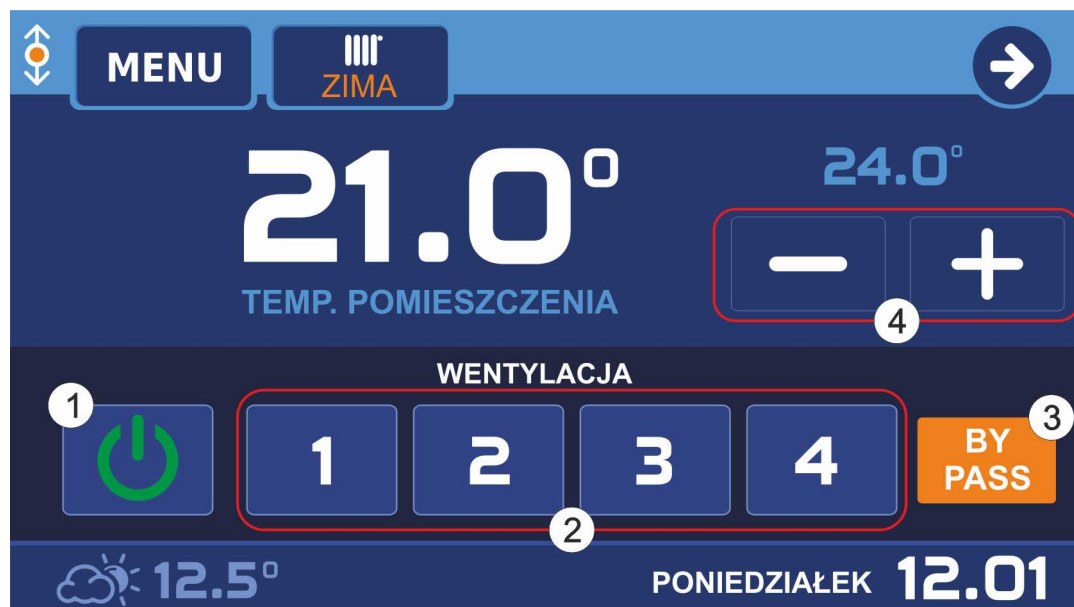 MENU
ZIMA
21.0°
24.0°
TEMP. POMIESZCZENIA
4
WENTYLACJA
1
1 2 3 4
3
BY
PASS
2
12.5°
PONIEDZIAŁEK 12.01